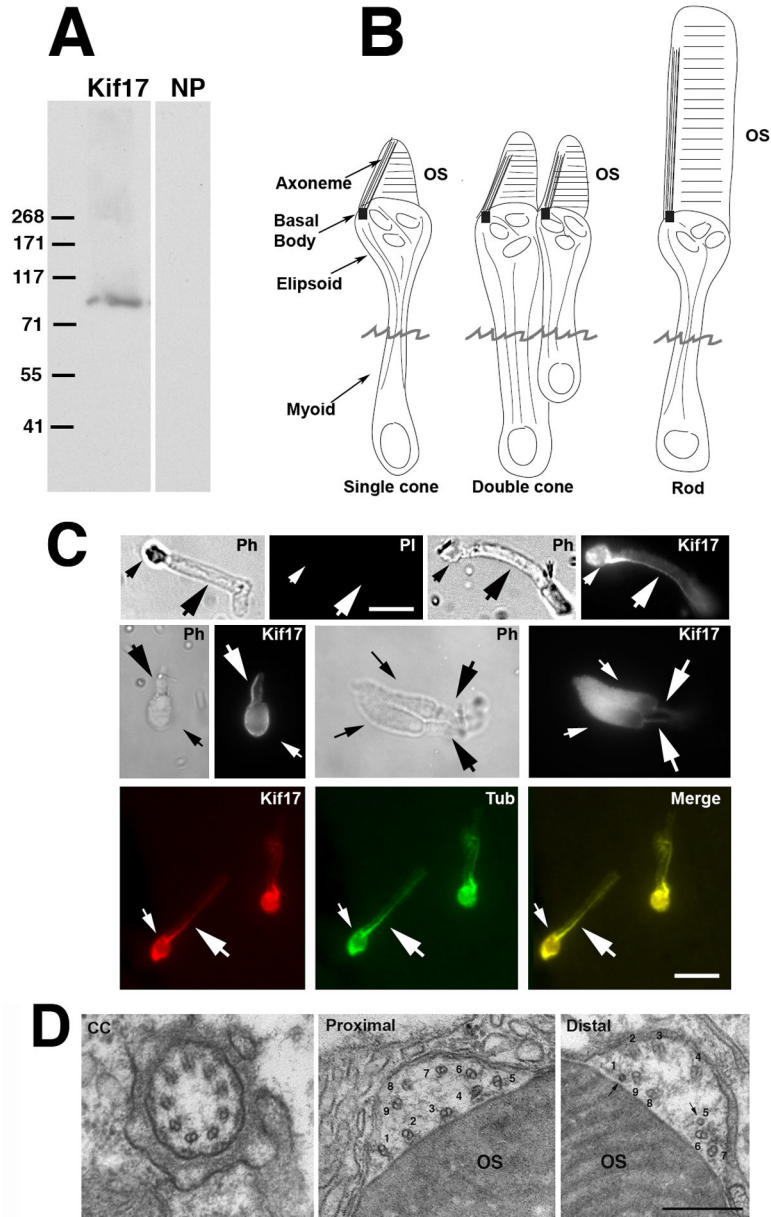 A
Kif17 NP
268
171
117
71
55
41
B
OS
OS
OS
Axoneme
Basal
Body
Elipsoid
Myoid
Single cone
Double cone
Rod
C
Ph
PI
Ph
Kif17
Ph
Kif17
Ph
Kif17
Kif17
Tub
Merge
D
CC
Proximal
7
6
5
8
4
9
3
2
1
OS
Distal
2
3
4
1
9
8
5
6
7
OS